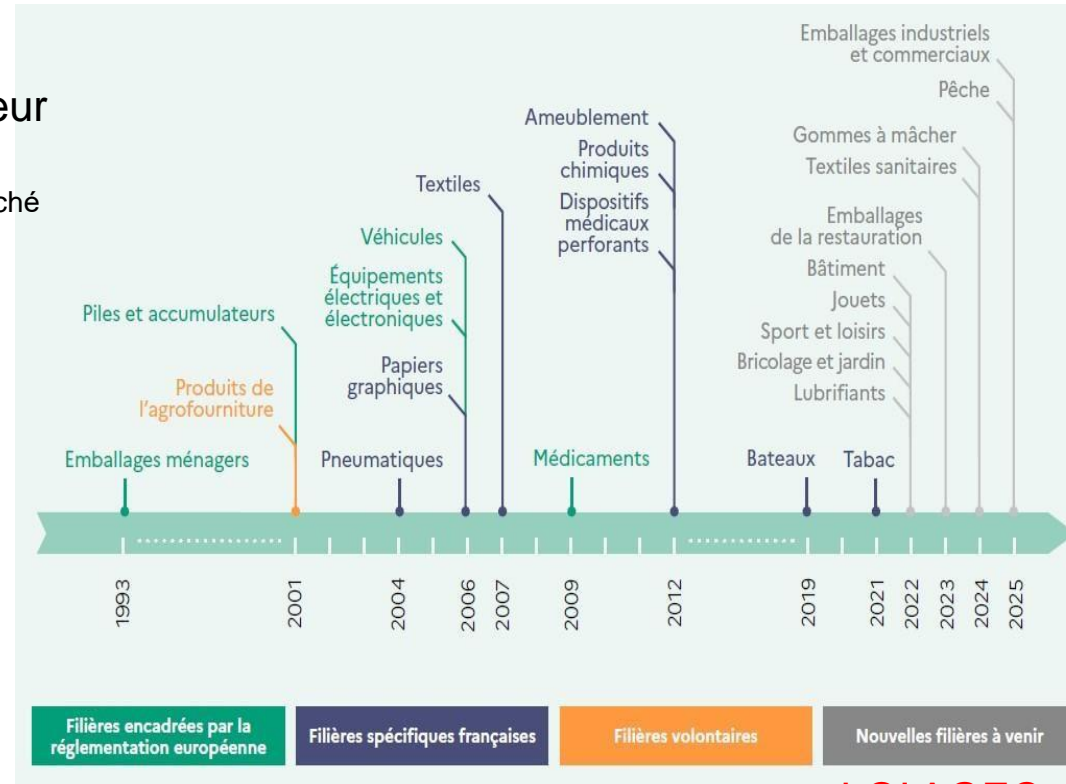 eur
ché
Emballages industriels
et commerciaux
Pêche
Ameublement
Gommes à mâcher
Produits
chimiques
Textiles sanitaires
Textiles
Dispositifs
médicaux
perforants
Emballages
de la restauration
Véhicules
Bâtiment
Équipements
électriques et
électroniques
Jouets
Piles et accumulateurs
Sport et loisirs
Papiers
graphiques
Bricolage et jardin
Produits de
l'agrofourniture
Lubrifiants
Emballages ménagers
Pneumatiques
Médicaments
Bateaux
Tabac
1993
2001
2004
2006
2007
2009
2012
2019
2021
2022
2023
2024
2025
Filières encadrées par la
réglementation européenne
Filières spécifiques françaises
Filières volontaires
Nouvelles filières à venir